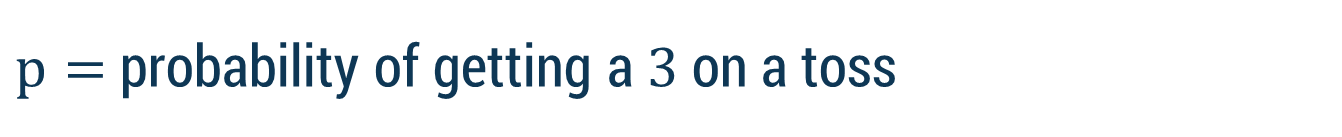 p = probability of getting a 3 on a toss